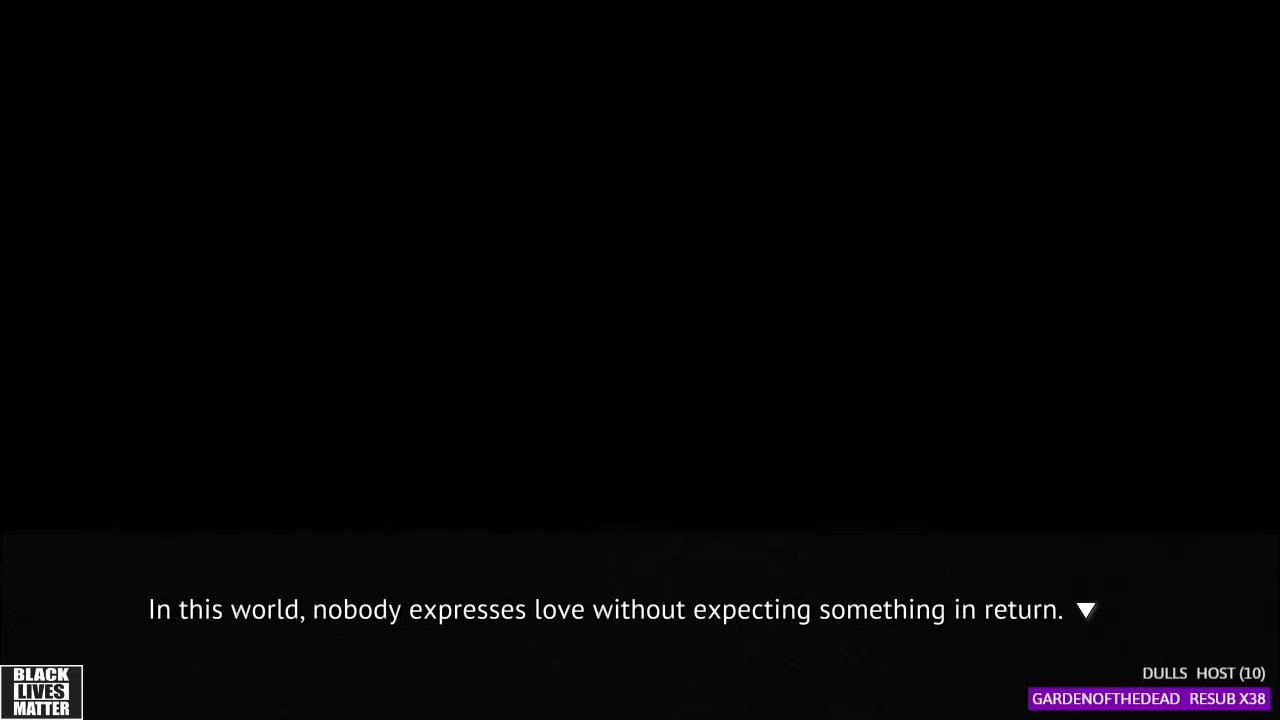 In this world, nobody expresses love without expecting something in return.
BLACK
LIVES
MATTER
DULLS HOST (10)
GARDENOFTHEDEAD RESUB X38